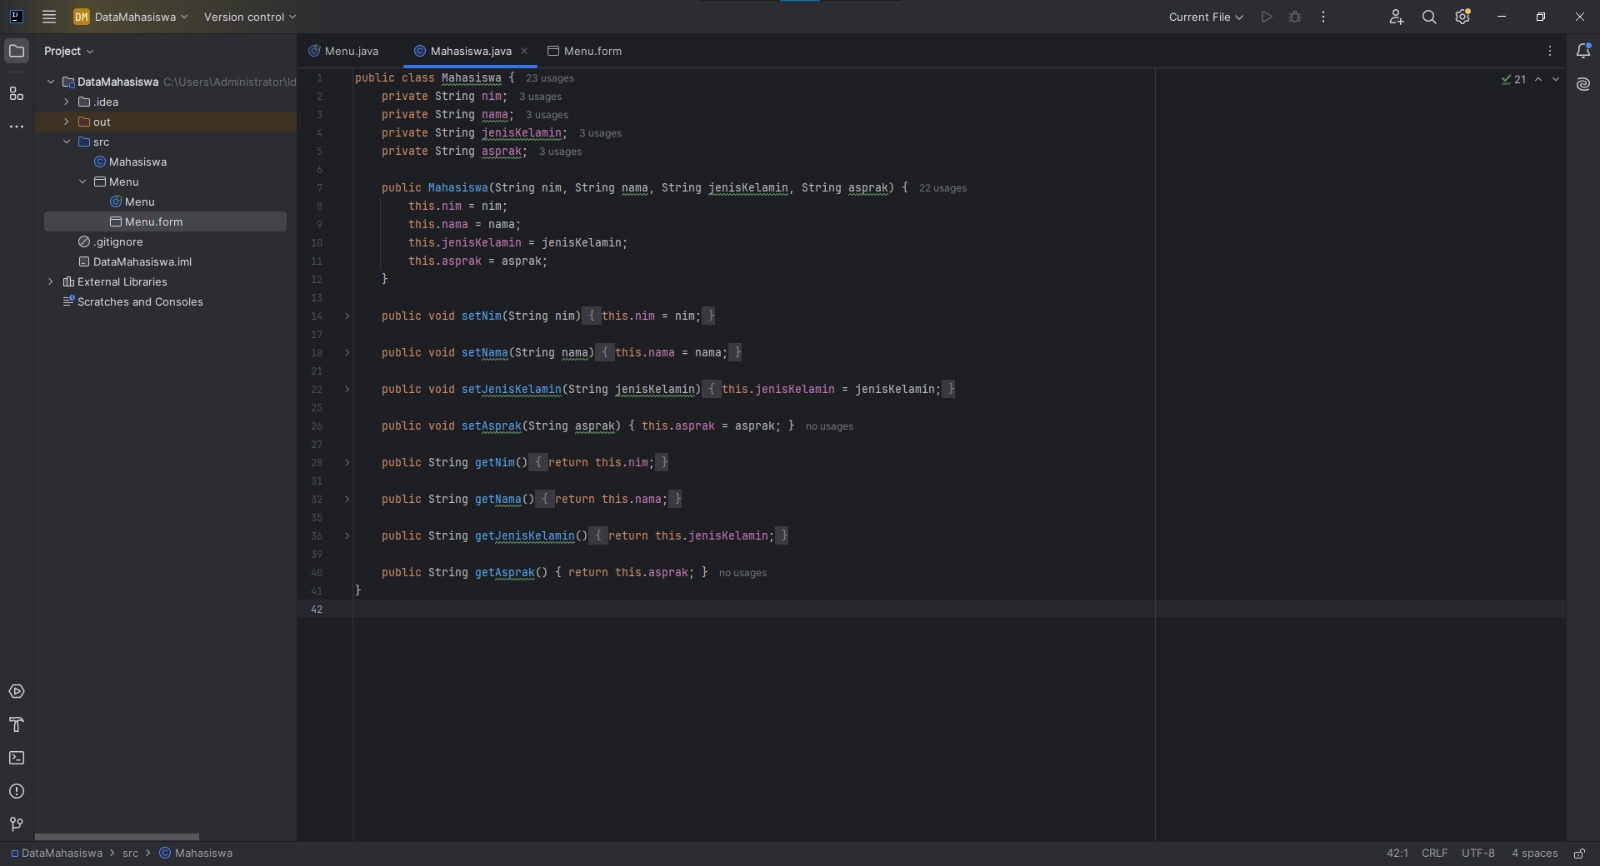 DM DataMahasiswa Version control Current File
Project
Menu.java Mahasiswa.java Menu.form
DataMahasiswa C:\Users\Administrator\Id
.idea
out
src
Mahasiswa
Menu
Menu
Menu.form
.gitignore
DataMahasiswa.iml
External Libraries
Scratches and Consoles
21
1 public class Mahasiswa { 23 usages
2 private String nim; 3 usages
3 private String nama; 3 usages
4 private String jenisKelamin; 3 usages
5 private String asprak; 3 usages
6
7 public Mahasiswa(String nim, String nama, String jenisKelamin, String asprak) { 22 usages
8 this.nim = nim;
9 this.nama = nama;
10 this.jenisKelamin = jenisKelamin;
11 this.asprak = asprak;
12 }
13
14 public void setNim(String nim) { this.nim = nim; }
17
18 public void setNama(String nama) { this.nama = nama; }
21
22 public void setJenisKelamin(String jenisKelamin) { this.jenisKelamin = jenisKelamin; }
25
26 public void setAsprak(String asprak) { this.asprak = asprak; } no usages
27
28 public String getNim() { return this.nim; }
31
32 public String getNama() { return this.nama; }
35
36 public String getJenisKelamin() { return this.jenisKelamin; }
39
40 public String getAsprak() { return this.asprak; } no usages
41 }
42
DataMahasiswa > src > Mahasiswa 42:1 CRLF UTF-8 4 spaces